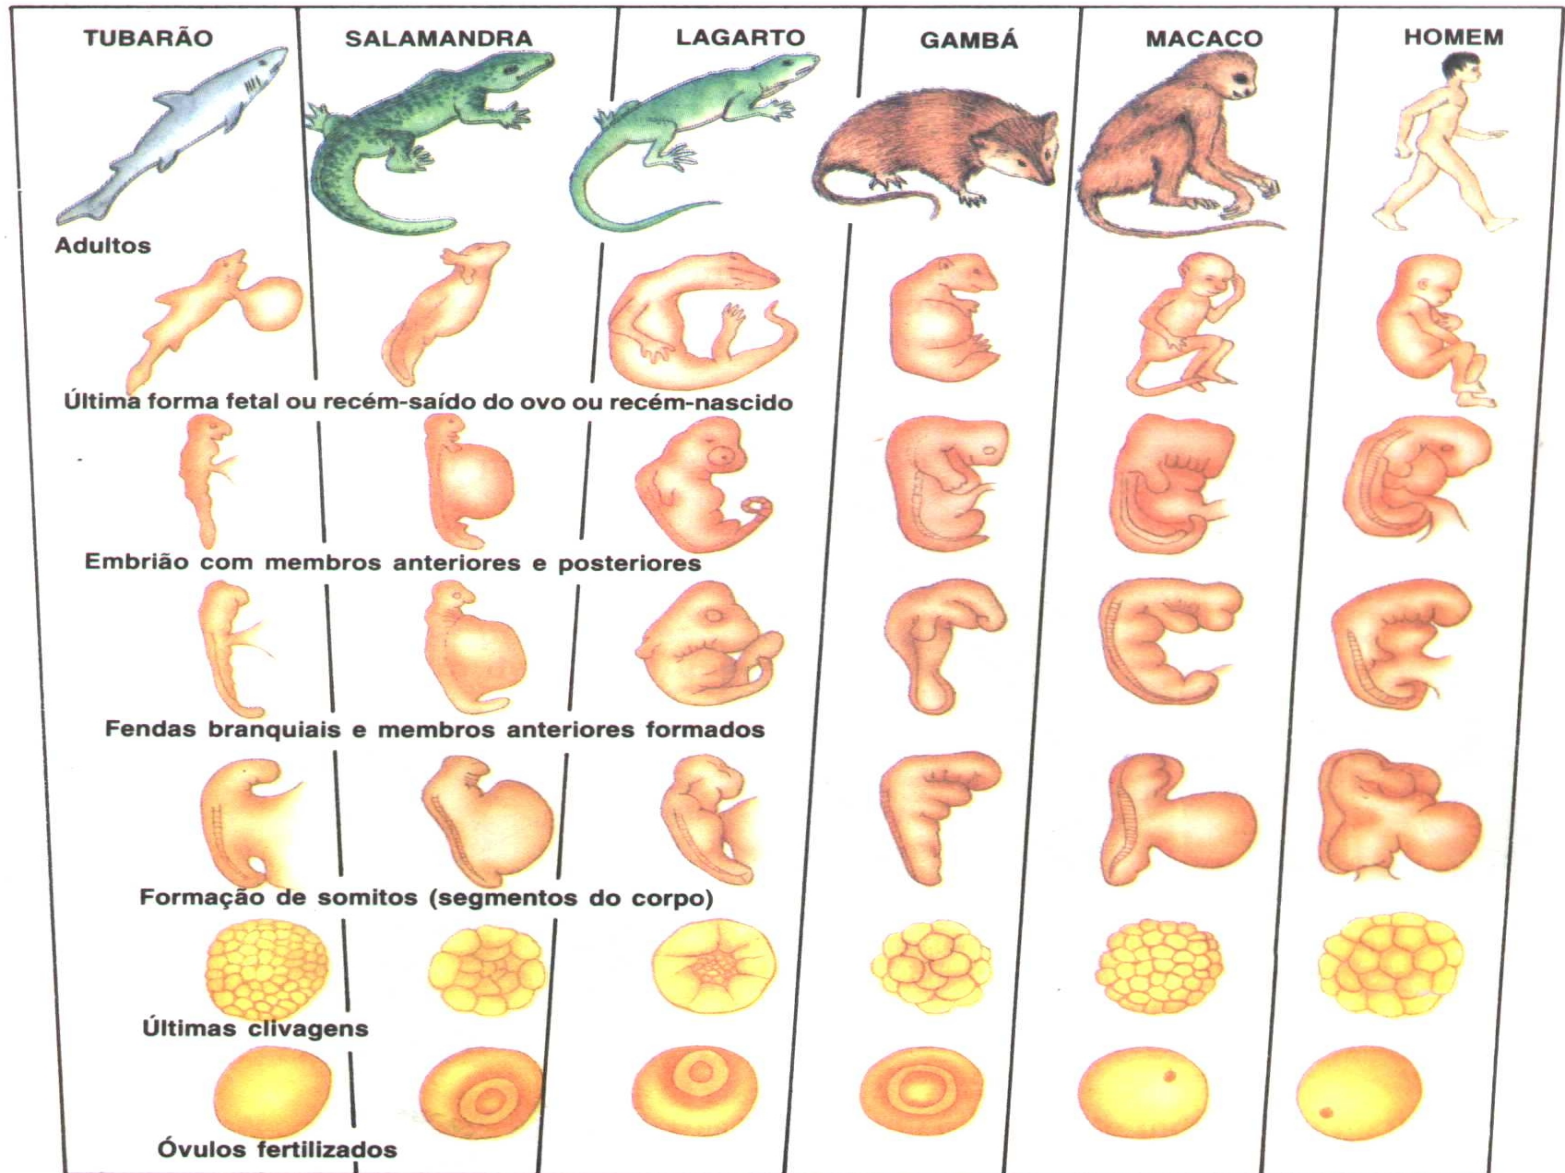 TUBARÃO SALAMANDRA LAGARTO GAMBÁ MACACO HOMEM
Adultos
Última forma fetal ou recém-saído do ovo ou recém-nascido
Embrião com membros anteriores e posteriores
Fendas branquiais e membros anteriores formados
Formação de somitos (segmentos do corpo)
Últimas clivagens
Óvulos fertilizados